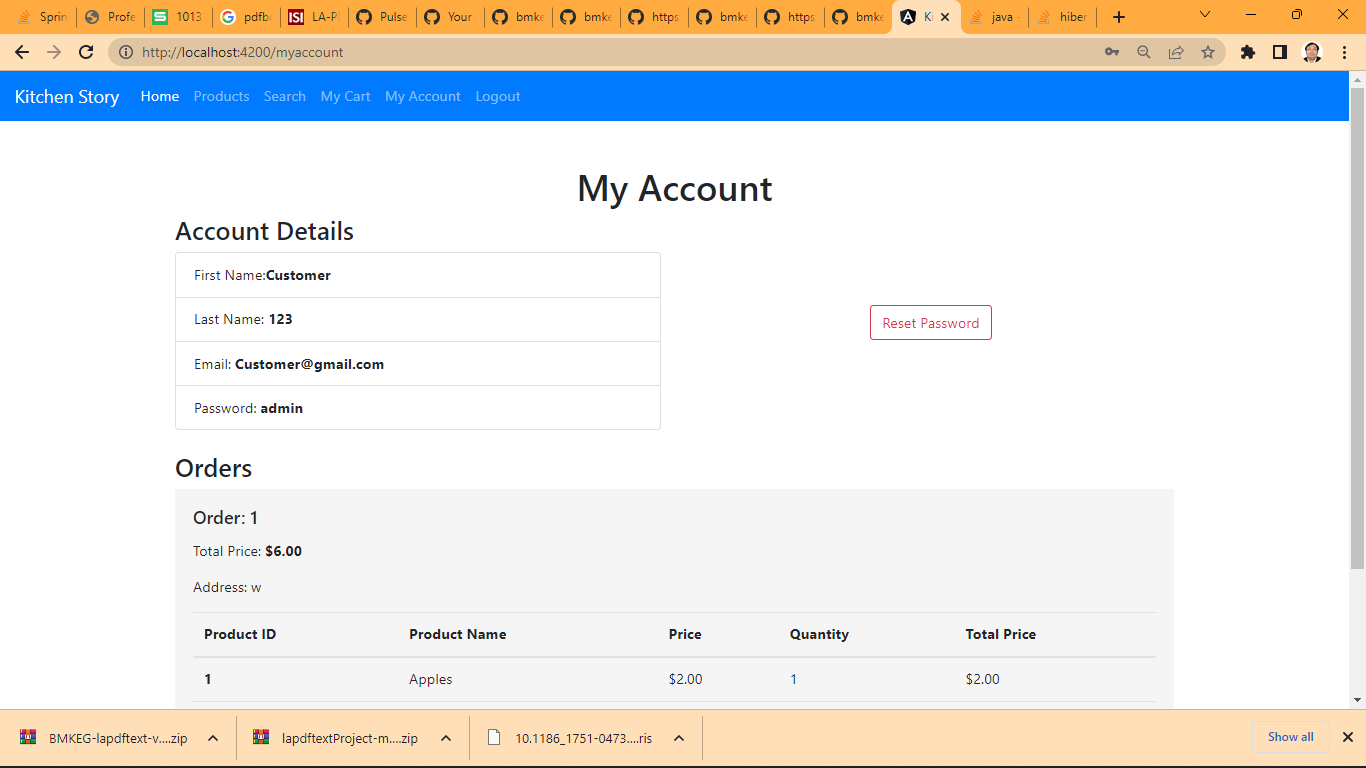 Sprin
Profe
1013
pdfb
LA-P
Pulse
Your
bmke
bmke
https
bmke
https
bmke
Ki
java -
hiber
http://localhost:4200/myaccount
Kitchen Story Home Products Search My Cart My Account Logout
My Account
Account Details
First Name:Customer
Last Name: 123
Email: Customer@gmail.com
Password: admin
Reset Password
Orders
Order: 1
Total Price: $6.00
Address: w
Product ID Product Name Price Quantity Total Price
1 Apples $2.00 1 $2.00
BMKEG-lapdftext-v....zip
lapdftextProject-m....zip
10.1186_1751-0473....ris
Show all